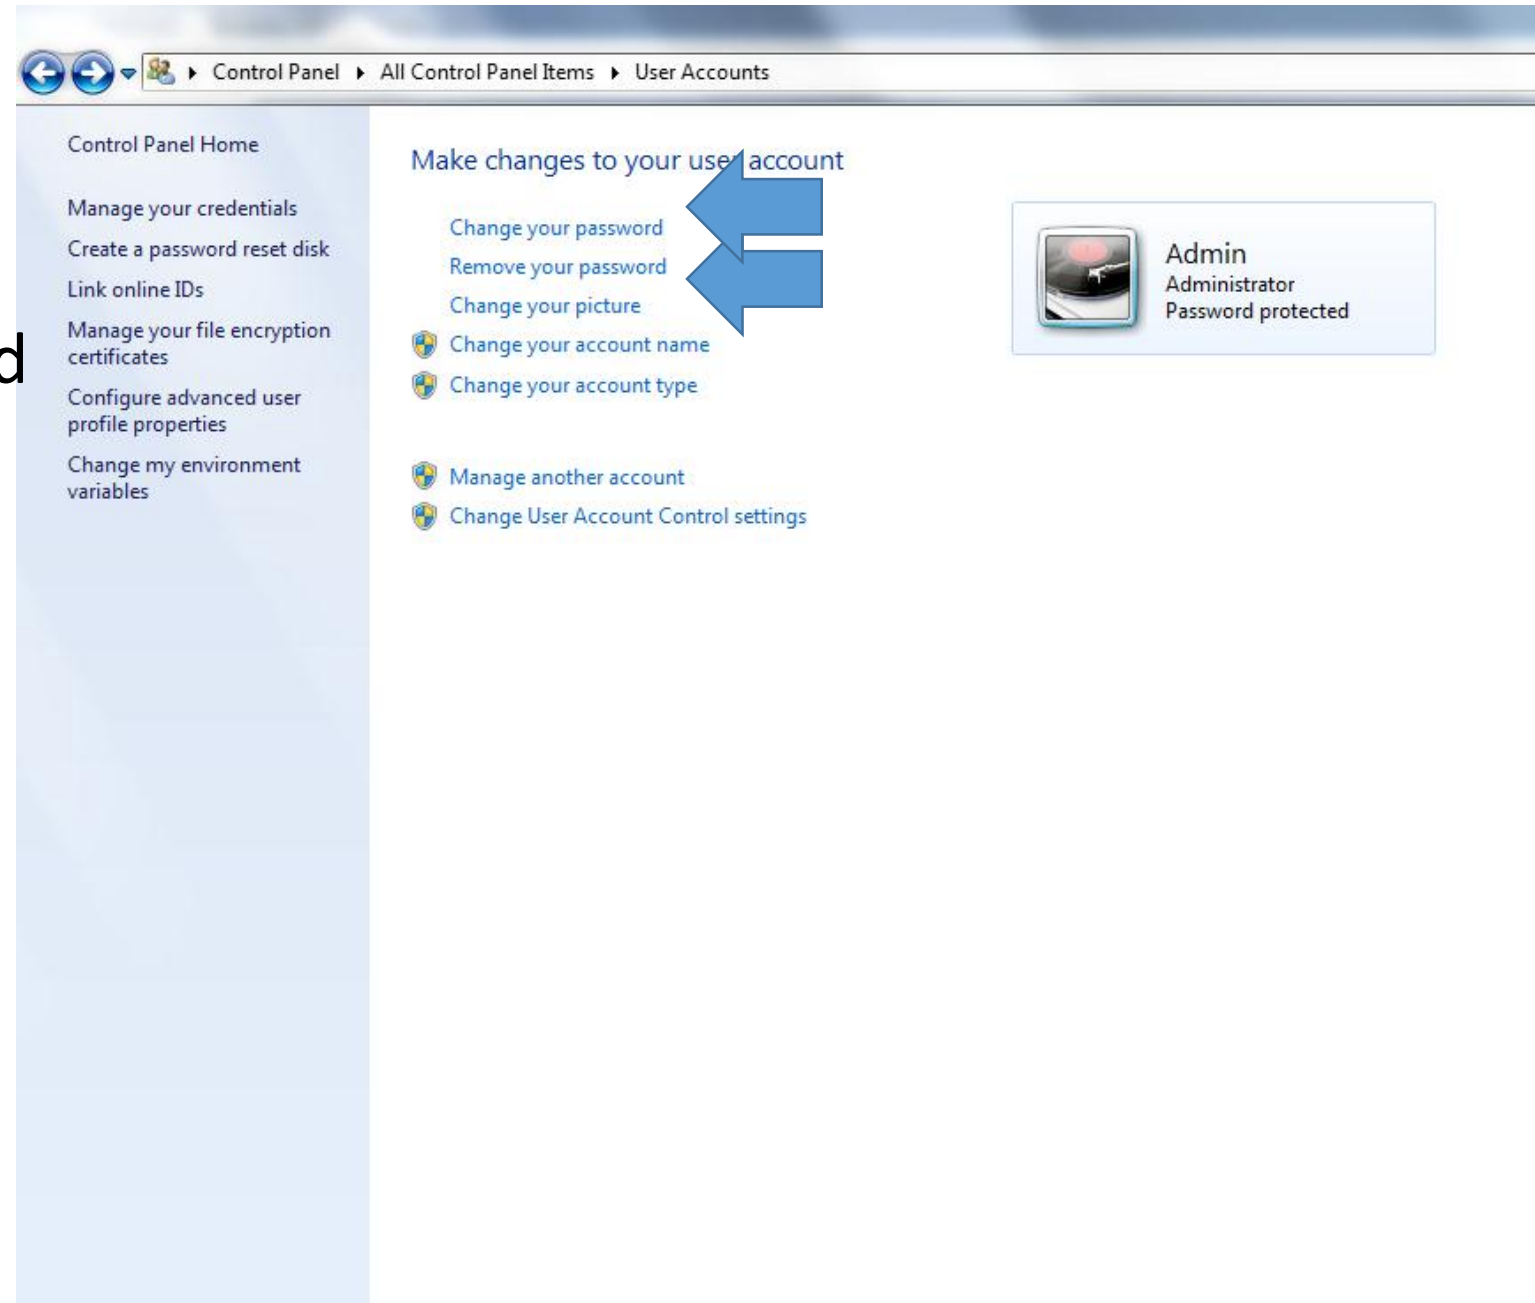 Control Panel All Control Panel Items User Accounts
Control Panel Home
Manage your credentials
Create a password reset disk
Link online IDs
Manage your file encryption
certificates
Configure advanced user
profile properties
Change my environment
variables
d
Make changes to your user account
Change your password
Remove your password
Change your picture
Change your account name
Change your account type
Manage another account
Change User Account Control settings
Admin
Administrator
Password protected